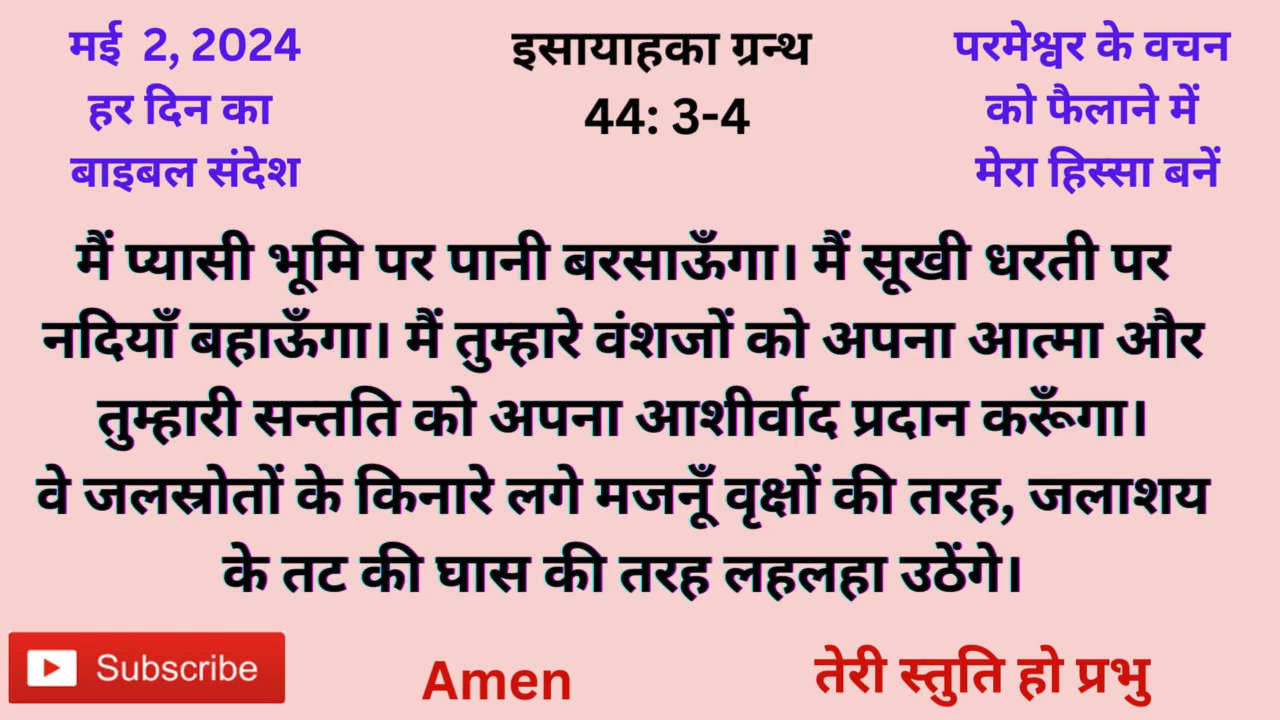 मई 2, 2024
हर दिन का
बाइबल संदेश
इसायाहका ग्रन्थ
44: 3-4
परमेश्वर के वचन
को फैलाने में
मेरा हिस्सा बनें
मैं प्यासी भूमि पर पानी बरसाऊँगा। मैं सूखी धरती पर
नदियाँ बहाऊँगा। मैं तुम्हारे वंशजों को अपना आत्मा और
तुम्हारी सन्तति को अपना आशीर्वाद प्रदान करूँगा।
वे जलस्रोतों के किनारे लगे मजनूँ वृक्षों की तरह, जलाशय
के तट की घास की तरह लहलहा उठेंगे।
Subscribe
Amen
तेरी स्तुति हो प्रभु